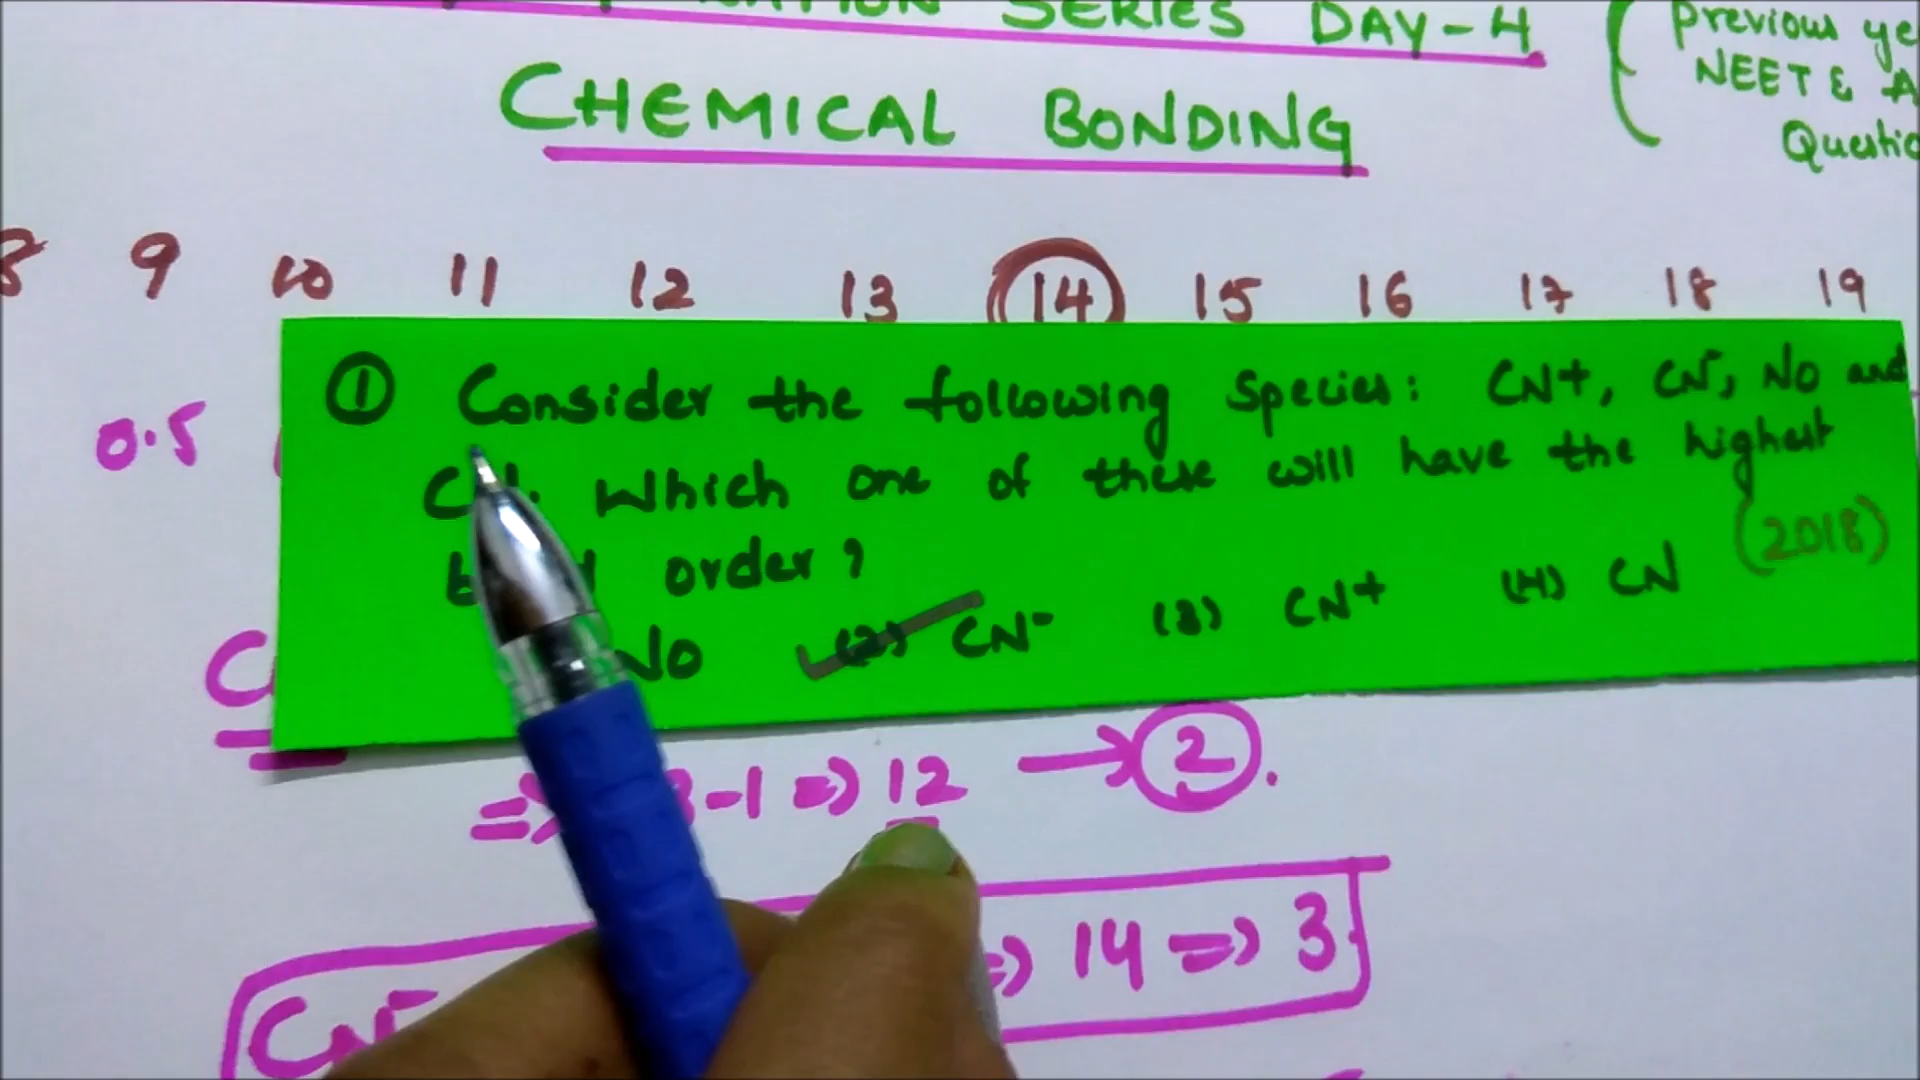 SERIES DAY-4
CHEMICAL BONDING
previous
NEET &
9 10 11 12 13 14 15 16 17 18 19
0.5
① Consider the following Species: CN+, CN-, NO and
CN. Which one of these will have the highest
order?
(2018)
NO (2) CN- (3) CN+ (4) CN
-1 => 12 → 2.
CN- => 14 => 3.